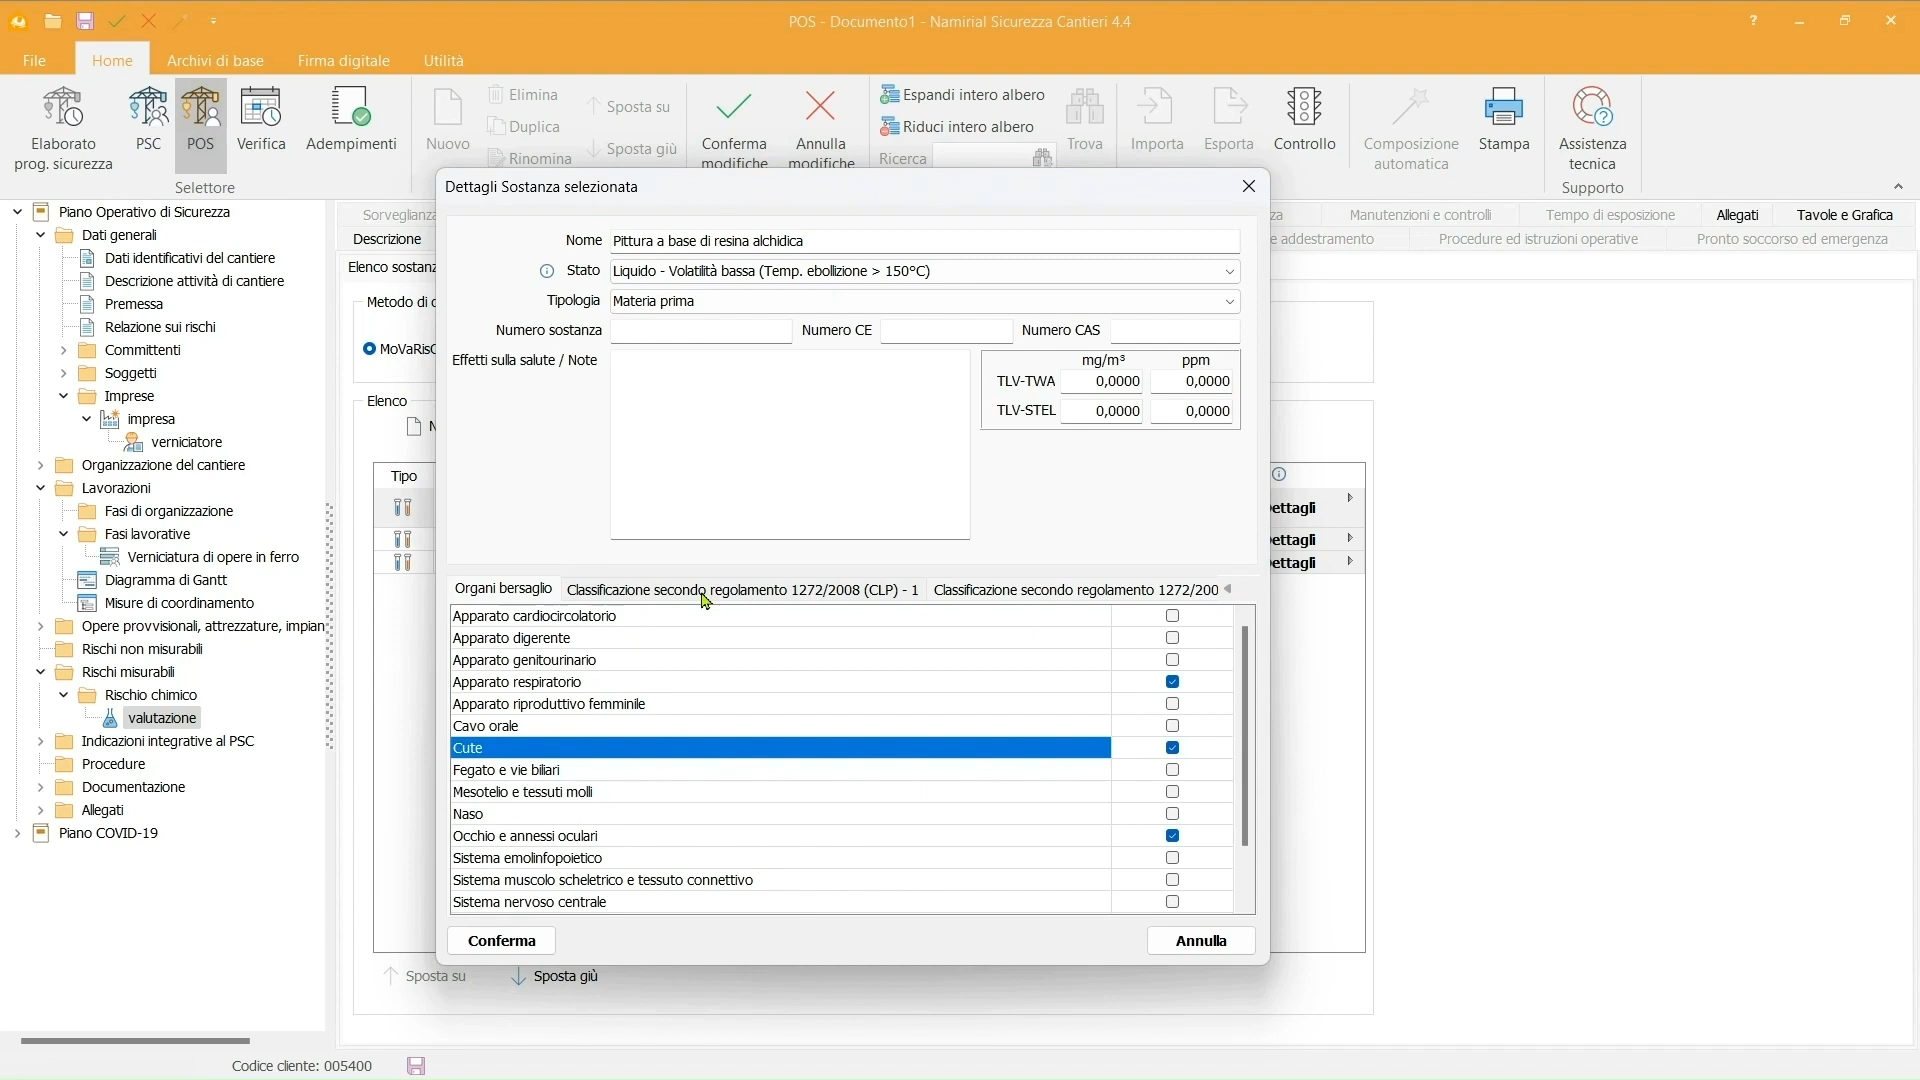 POS - Documento1 - Namirial Sicurezza Cantieri 4.4
?
File
Home
Archivi di base
Firma digitale
Utilità
Elaborato
prog. sicurezza
PSC
POS
Verifica
Adempimenti
Selettore
Nuovo
Elimina
Duplica
Rinomina
Sposta su
Sposta giù
Conferma
modifiche
Annulla
modifiche
Espandi intero albero
Riduci intero albero
Ricerca
Trova
Importa
Esporta
Controllo
Composizione
automatica
Stampa
Assistenza
tecnica
Supporto
Piano Operativo di Sicurezza
Dati generali
Dati identificativi del cantiere
Descrizione attività di cantiere
Premessa
Relazione sui rischi
Committenti
Soggetti
Imprese
impresa
verniciatore
Organizzazione del cantiere
Lavorazioni
Fasi di organizzazione
Fasi lavorative
Verniciatura di opere in ferro
Diagramma di Gantt
Misure di coordinamento
Opere provvisionali, attrezzature, impian
Rischi non misurabili
Rischi misurabili
Rischio chimico
valutazione
Indicazioni integrative al PSC
Procedure
Documentazione
Allegati
Piano COVID-19
Sorveglianz
za
Manutenzioni e controlli
Tempo di esposizione
Allegati
Tavole e Grafica
Descrizione
e addestramento
Procedure ed istruzioni operative
Pronto soccorso ed emergenza
Elenco sostanz
Metodo di c
MoVaRisC
Elenco
N
Tipo
ettagli
ettagli
ettagli
Sposta su
Sposta giù
Dettagli Sostanza selezionata
Nome Pittura a base di resina alchidica
Stato Liquido - Volatilità bassa (Temp. ebollizione > 150°C)
Tipologia Materia prima
Numero sostanza
Numero CE
Numero CAS
Effetti sulla salute / Note
mg/m³ ppm
TLV-TWA 0,0000 0,0000
TLV-STEL 0,0000 0,0000
Organi bersaglio
Classificazione secondo regolamento 1272/2008 (CLP) - 1
Classificazione secondo regolamento 1272/200
Apparato cardiocircolatorio
Apparato digerente
Apparato genitourinario
Apparato respiratorio
Apparato riproduttivo femminile
Cavo orale
Cute
Fegato e vie biliari
Mesotelio e tessuti molli
Naso
Occhio e annessi oculari
Sistema emolinfopoietico
Sistema muscolo scheletrico e tessuto connettivo
Sistema nervoso centrale
Conferma
Annulla
Codice cliente: 005400